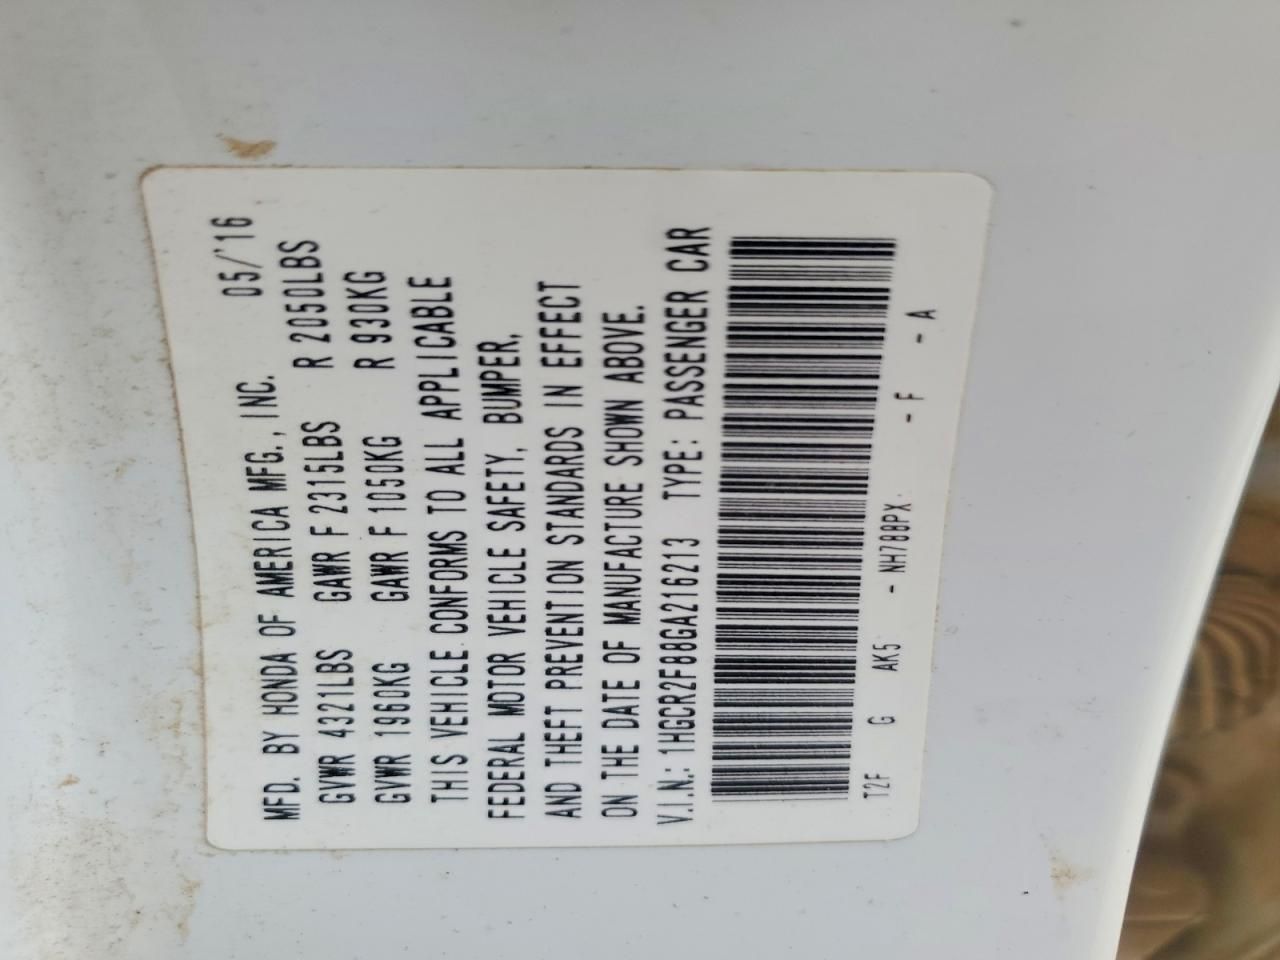 MFD. BY HONDA OF AMERICA MFG., INC. 05/'16
GVWR 4321LBS GAWR F 2315LBS R 2050LBS
GVWR 1960KG GAWR F 1050KG R 930KG
THIS VEHICLE CONFORMS TO ALL APPLICABLE
FEDERAL MOTOR VEHICLE SAFETY, BUMPER,
AND THEFT PREVENTION STANDARDS IN EFFECT
ON THE DATE OF MANUFACTURE SHOWN ABOVE.
V.I.N.: 1HGCR2F88GA216213 TYPE: PASSENGER CAR
T2F G AK5 - NH788PX - F - A